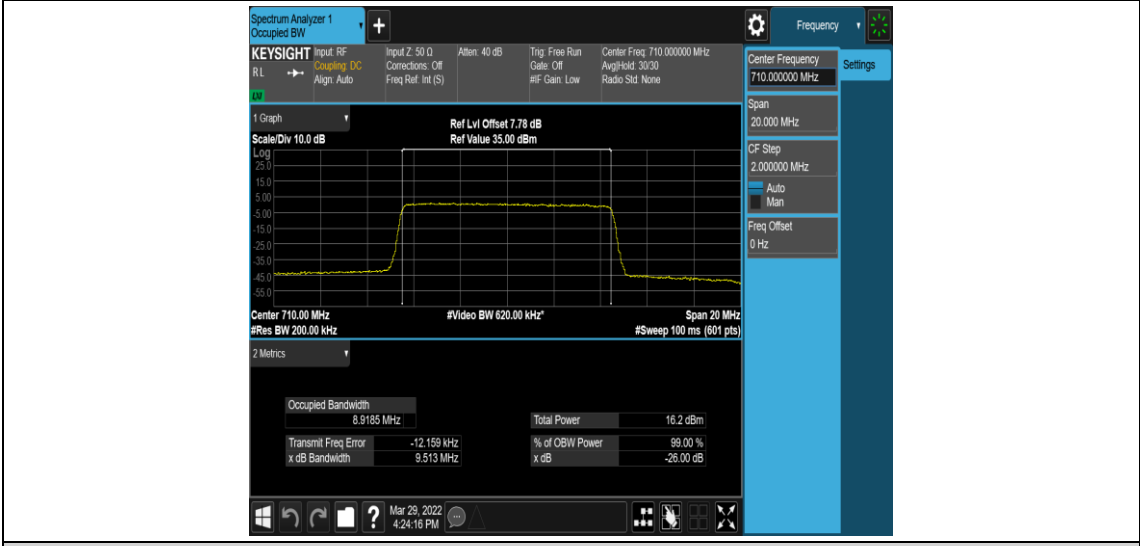 Spectrum Analyzer 1
Occupied BW
+
Frequency
KEYSIGHT Input: RF Input Z: 50 Ω Atten: 40 dB Trig: Free Run Center Freq: 710.000000 MHz
RL Coupling: DC Corrections: Off Gate: Off Avg|Hold: 30/30
Align: Auto Freq Ref: Int (S) #IF Gain: Low Radio Std: None
Center Frequency
710.000000 MHz
Settings
Span
20.000 MHz
CF Step
2.000000 MHz
Auto
Man
Freq Offset
0 Hz
1 Graph
Ref Lvl Offset 7.78 dB
Scale/Div 10.0 dB Ref Value 35.00 dBm
Log
25.0
15.0
5.00
-5.00
-15.0
-25.0
-35.0
-45.0
-55.0
Center 710.00 MHz #Video BW 620.00 kHz* Span 20 MHz
#Res BW 200.00 kHz #Sweep 100 ms (601 pts)
2 Metrics
Occupied Bandwidth
8.9185 MHz Total Power 16.2 dBm
Transmit Freq Error -12.159 kHz % of OBW Power 99.00 %
x dB Bandwidth 9.513 MHz x dB -26.00 dB
? Mar 29, 2022
4:24:16 PM